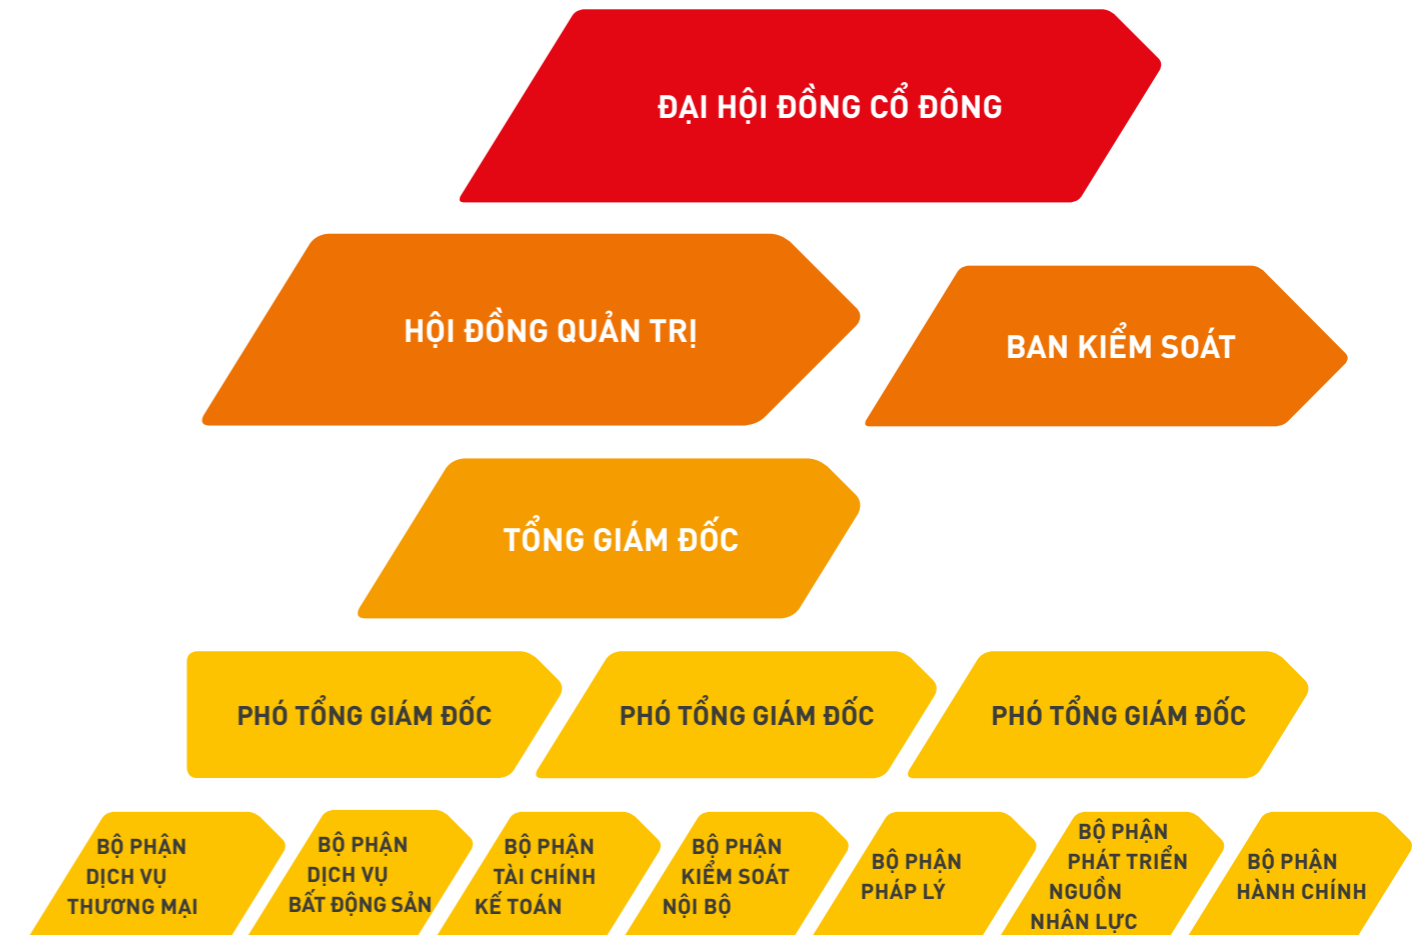 ĐẠI HỘI ĐỒNG CỔ ĐÔNG
HỘI ĐỒNG QUẢN TRỊ
BAN KIỂM SOÁT
TỔNG GIÁM ĐỐC
PHÓ TỔNG GIÁM ĐỐC
PHÓ TỔNG GIÁM ĐỐC
PHÓ TỔNG GIÁM ĐỐC
BỘ PHẬN
DỊCH VỤ
THƯƠNG MẠI
BỘ PHẬN
DỊCH VỤ
BẤT ĐỘNG SẢN
BỘ PHẬN
TÀI CHÍNH
KẾ TOÁN
BỘ PHẬN
KIỂM SOÁT
NỘI BỘ
BỘ PHẬN
PHÁP LÝ
BỘ PHẬN
PHÁT TRIỂN
NGUỒN
NHÂN LỰC
BỘ PHẬN
HÀNH CHÍNH